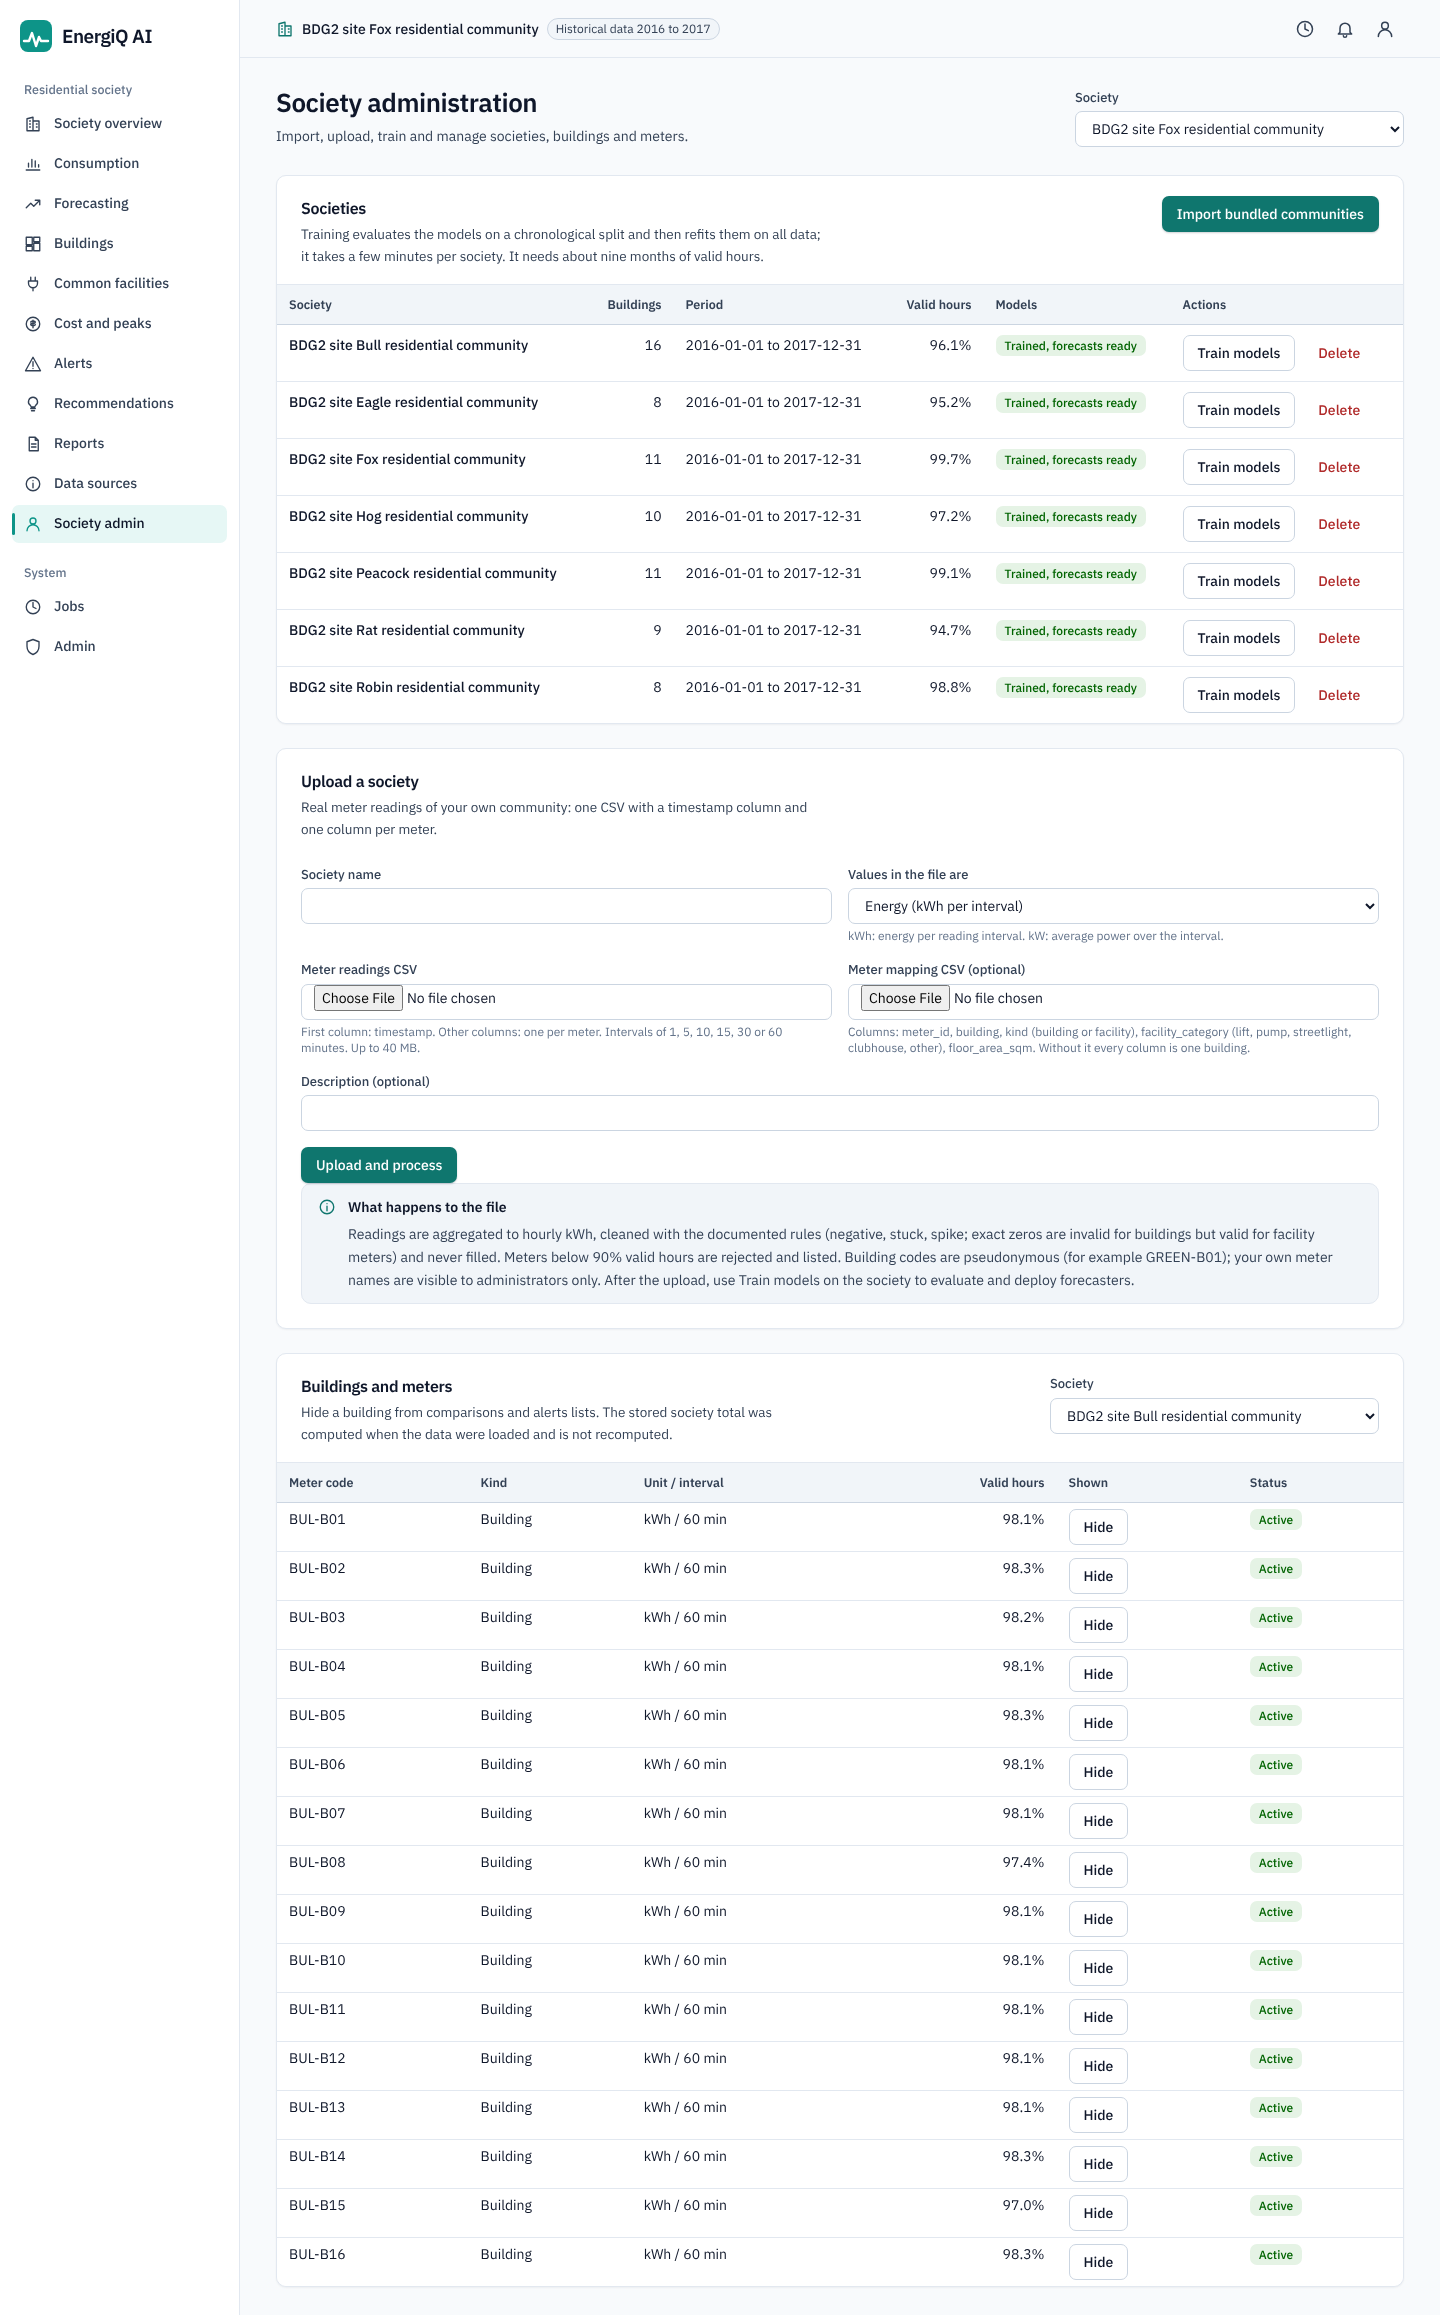 EnergiQ AI
Residential society
Society overview
Consumption
Forecasting
Buildings
Common facilities
Cost and peaks
Alerts
Recommendations
Reports
Data sources
Society admin
System
Jobs
Admin
BDG2 site Fox residential community Historical data 2016 to 2017
Society administration
Import, upload, train and manage societies, buildings and meters.
Society
BDG2 site Fox residential community
Societies
Training evaluates the models on a chronological split and then refits them on all data;
it takes a few minutes per society. It needs about nine months of valid hours.
Import bundled communities
Society Buildings Period Valid hours Models Actions
BDG2 site Bull residential community 16 2016-01-01 to 2017-12-31 96.1% Trained, forecasts ready Train models Delete
BDG2 site Eagle residential community 8 2016-01-01 to 2017-12-31 95.2% Trained, forecasts ready Train models Delete
BDG2 site Fox residential community 11 2016-01-01 to 2017-12-31 99.7% Trained, forecasts ready Train models Delete
BDG2 site Hog residential community 10 2016-01-01 to 2017-12-31 97.2% Trained, forecasts ready Train models Delete
BDG2 site Peacock residential community 11 2016-01-01 to 2017-12-31 99.1% Trained, forecasts ready Train models Delete
BDG2 site Rat residential community 9 2016-01-01 to 2017-12-31 94.7% Trained, forecasts ready Train models Delete
BDG2 site Robin residential community 8 2016-01-01 to 2017-12-31 98.8% Trained, forecasts ready Train models Delete
Upload a society
Real meter readings of your own community: one CSV with a timestamp column and
one column per meter.
Society name
Values in the file are
Energy (kWh per interval)
kWh: energy per reading interval. kW: average power over the interval.
Meter readings CSV
Choose File No file chosen
First column: timestamp. Other columns: one per meter. Intervals of 1, 5, 10, 15, 30 or 60
minutes. Up to 40 MB.
Meter mapping CSV (optional)
Choose File No file chosen
Columns: meter_id, building, kind (building or facility), facility_category (lift, pump, streetlight,
clubhouse, other), floor_area_sqm. Without it every column is one building.
Description (optional)
Upload and process
What happens to the file
Readings are aggregated to hourly kWh, cleaned with the documented rules (negative, stuck, spike; exact zeros are invalid for buildings but valid for facility
meters) and never filled. Meters below 90% valid hours are rejected and listed. Building codes are pseudonymous (for example GREEN-B01); your own meter
names are visible to administrators only. After the upload, use Train models on the society to evaluate and deploy forecasters.
Buildings and meters
Hide a building from comparisons and alerts lists. The stored society total was
computed when the data were loaded and is not recomputed.
Society
BDG2 site Bull residential community
Meter code Kind Unit / interval Valid hours Shown Status
BUL-B01 Building kWh / 60 min 98.1% Hide Active
BUL-B02 Building kWh / 60 min 98.3% Hide Active
BUL-B03 Building kWh / 60 min 98.2% Hide Active
BUL-B04 Building kWh / 60 min 98.1% Hide Active
BUL-B05 Building kWh / 60 min 98.3% Hide Active
BUL-B06 Building kWh / 60 min 98.1% Hide Active
BUL-B07 Building kWh / 60 min 98.1% Hide Active
BUL-B08 Building kWh / 60 min 97.4% Hide Active
BUL-B09 Building kWh / 60 min 98.1% Hide Active
BUL-B10 Building kWh / 60 min 98.1% Hide Active
BUL-B11 Building kWh / 60 min 98.1% Hide Active
BUL-B12 Building kWh / 60 min 98.1% Hide Active
BUL-B13 Building kWh / 60 min 98.1% Hide Active
BUL-B14 Building kWh / 60 min 98.3% Hide Active
BUL-B15 Building kWh / 60 min 97.0% Hide Active
BUL-B16 Building kWh / 60 min 98.3% Hide Active